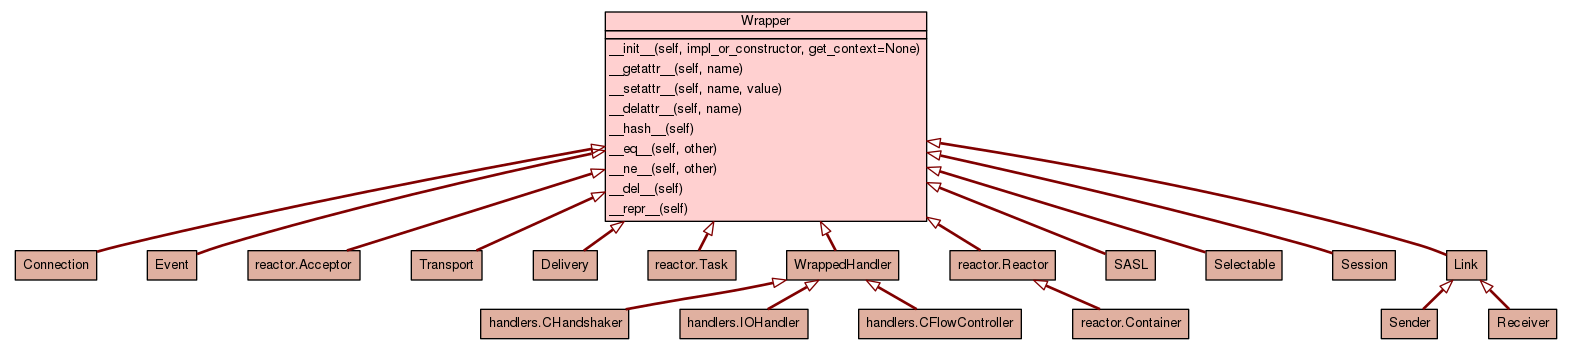 Wrapper
__init__(self, impl_or_constructor, get_context=None)
__getattr__(self, name)
__setattr__(self, name, value)
__delattr__(self, name)
__hash__(self)
__eq__(self, other)
__ne__(self, other)
__del__(self)
__repr__(self)
Connection
Event
reactor.Acceptor
Transport
Delivery
reactor.Task
WrappedHandler
reactor.Reactor
SASL
Selectable
Session
Link
handlers.CHandshaker
handlers.IOHandler
handlers.CFlowController
reactor.Container
Sender
Receiver